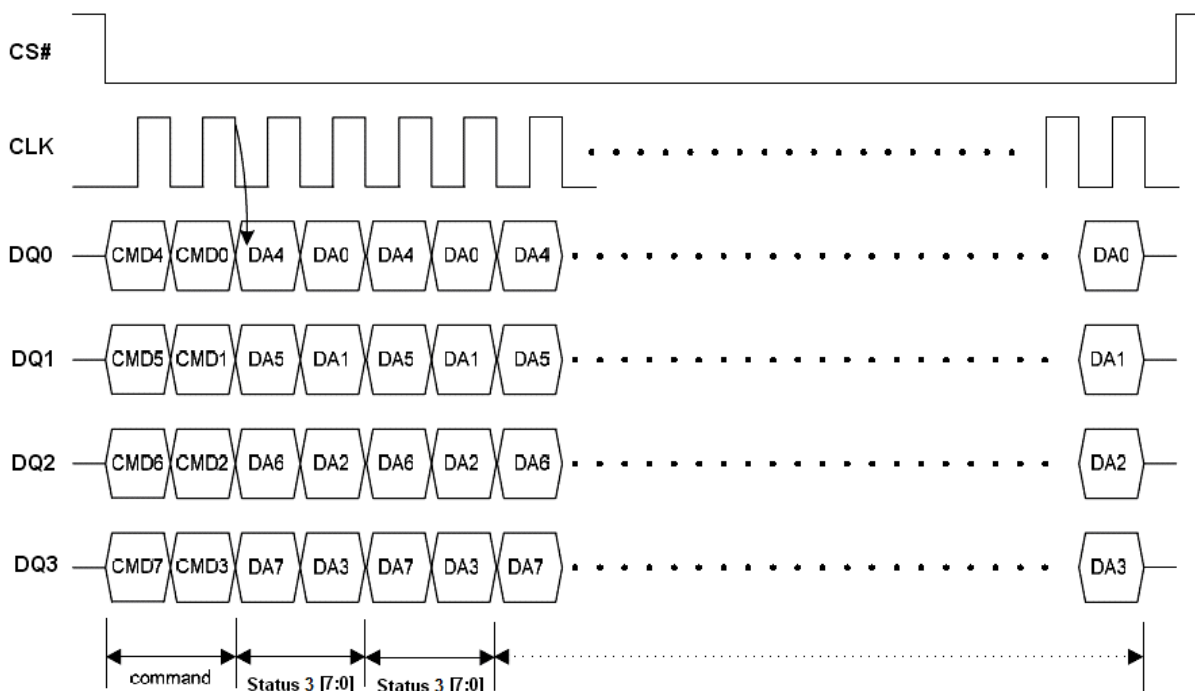 CS#
CLK
DQ0 CMD4 CMD0 DA4 DA0 DA4 DA0 DA4 DA0
DQ1 CMD5 CMD1 DA5 DA1 DA5 DA1 DA5 DA1
DQ2 CMD6 CMD2 DA6 DA2 DA6 DA2 DA6 DA2
DQ3 CMD7 CMD3 DA7 DA3 DA7 DA3 DA7 DA3
command Status 3 [7:0] Status 3 [7:0]